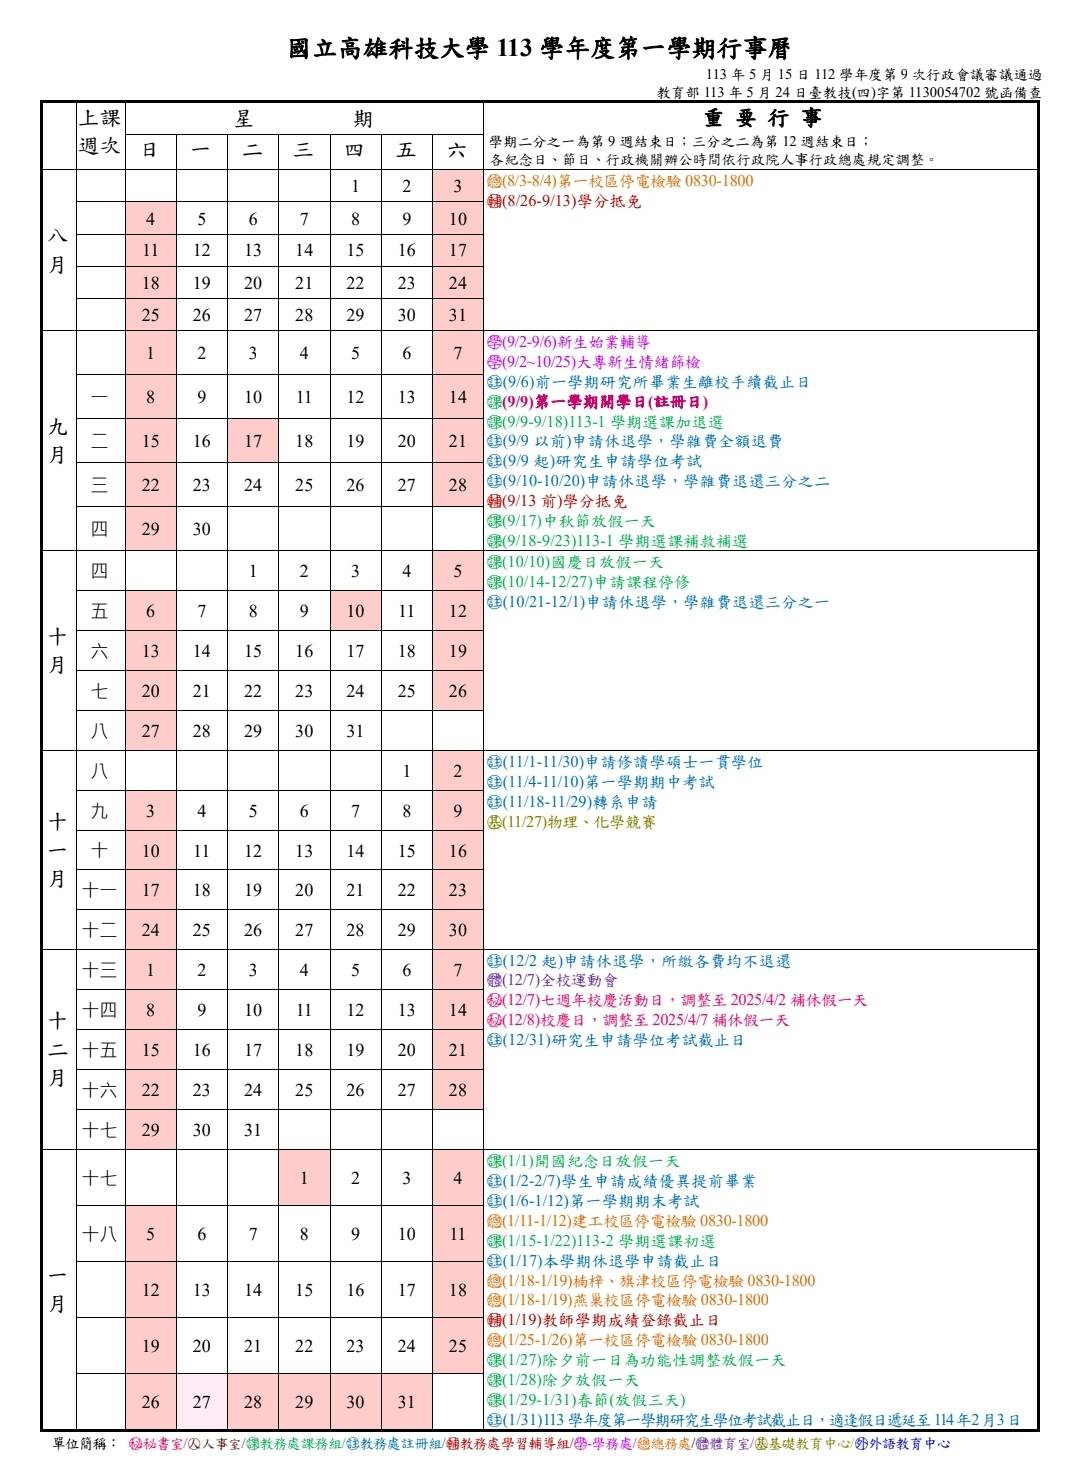 國立高雄科技大學 113 學年度第一學期行事曆
113 年 5 月 15 日 112 學年度第 9 次行政會議審議通過
教育部 113 年 5 月 24 日臺教技(四)字第 1130054702 號函備查
上課週次 星 期 重 要 行 事
日 一 二 三 四 五 六
學期二分之一為第 9 週結束日；三分之二為第 12 週結束日；
各紀念日、節日、行政機關辦公時間依行政院人事行政總處規定調整。
八月
1 2 3
4 5 6 7 8 9 10
11 12 13 14 15 16 17
18 19 20 21 22 23 24
25 26 27 28 29 30 31
總(8/3-8/4)第一校區停電檢驗 0830-1800
輔(8/26-9/13)學分抵免
九月
1 2 3 4 5 6 7
一 8 9 10 11 12 13 14
二 15 16 17 18 19 20 21
三 22 23 24 25 26 27 28
四 29 30
學(9/2-9/6)新生始業輔導
學(9/2~10/25)大專新生情緒篩檢
註(9/6)前一學期研究所畢業生離校手續截止日
課(9/9)第一學期開學日(註冊日)
課(9/9-9/18)113-1 學期選課加退選
註(9/9 以前)申請休退學，學雜費全額退費
註(9/9 起)研究生申請學位考試
註(9/10-10/20)申請休退學，學雜費退還三分之二
輔(9/13 前)學分抵免
課(9/17)中秋節放假一天
課(9/18-9/23)113-1 學期選課補救補選
十月
四 1 2 3 4 5
五 6 7 8 9 10 11 12
六 13 14 15 16 17 18 19
七 20 21 22 23 24 25 26
八 27 28 29 30 31
課(10/10)國慶日放假一天
課(10/14-12/27)申請課程停修
註(10/21-12/1)申請休退學，學雜費退還三分之一
十一月
八 1 2
九 3 4 5 6 7 8 9
十 10 11 12 13 14 15 16
十一 17 18 19 20 21 22 23
十二 24 25 26 27 28 29 30
註(11/1-11/30)申請修讀學碩士一貫學位
註(11/4-11/10)第一學期期中考試
註(11/18-11/29)轉系申請
基(11/27)物理、化學競賽
十二月
十三 1 2 3 4 5 6 7
十四 8 9 10 11 12 13 14
十五 15 16 17 18 19 20 21
十六 22 23 24 25 26 27 28
十七 29 30 31
註(12/2 起)申請休退學，所繳各費均不退還
體(12/7)全校運動會
秘(12/7)七週年校慶活動日，調整至 2025/4/2 補休假一天
秘(12/8)校慶日，調整至 2025/4/7 補休假一天
註(12/31)研究生申請學位考試截止日
一月
十七 1 2 3 4
十八 5 6 7 8 9 10 11
12 13 14 15 16 17 18
19 20 21 22 23 24 25
26 27 28 29 30 31
課(1/1)開國紀念日放假一天
註(1/2-2/7)學生申請成績優異提前畢業
註(1/6-1/12)第一學期期末考試
總(1/11-1/12)建工校區停電檢驗 0830-1800
課(1/15-1/22)113-2 學期選課初選
註(1/17)本學期休退學申請截止日
總(1/18-1/19)楠梓、旗津校區停電檢驗 0830-1800
總(1/18-1/19)燕巢校區停電檢驗 0830-1800
輔(1/19)教師學期成績登錄截止日
總(1/25-1/26)第一校區停電檢驗 0830-1800
課(1/27)除夕前一日為功能性調整放假一天
課(1/28)除夕放假一天
課(1/29-1/31)春節(放假三天)
註(1/31)113 學年度第一學期研究生學位考試截止日，適逢假日遞延至 114 年 2 月 3 日
單位簡稱： 秘秘書室/人人事室/課教務處課務組/註教務處註冊組/輔教務處學習輔導組/學-學務處/總總務處/體體育室/基基礎教育中心/外外語教育中心